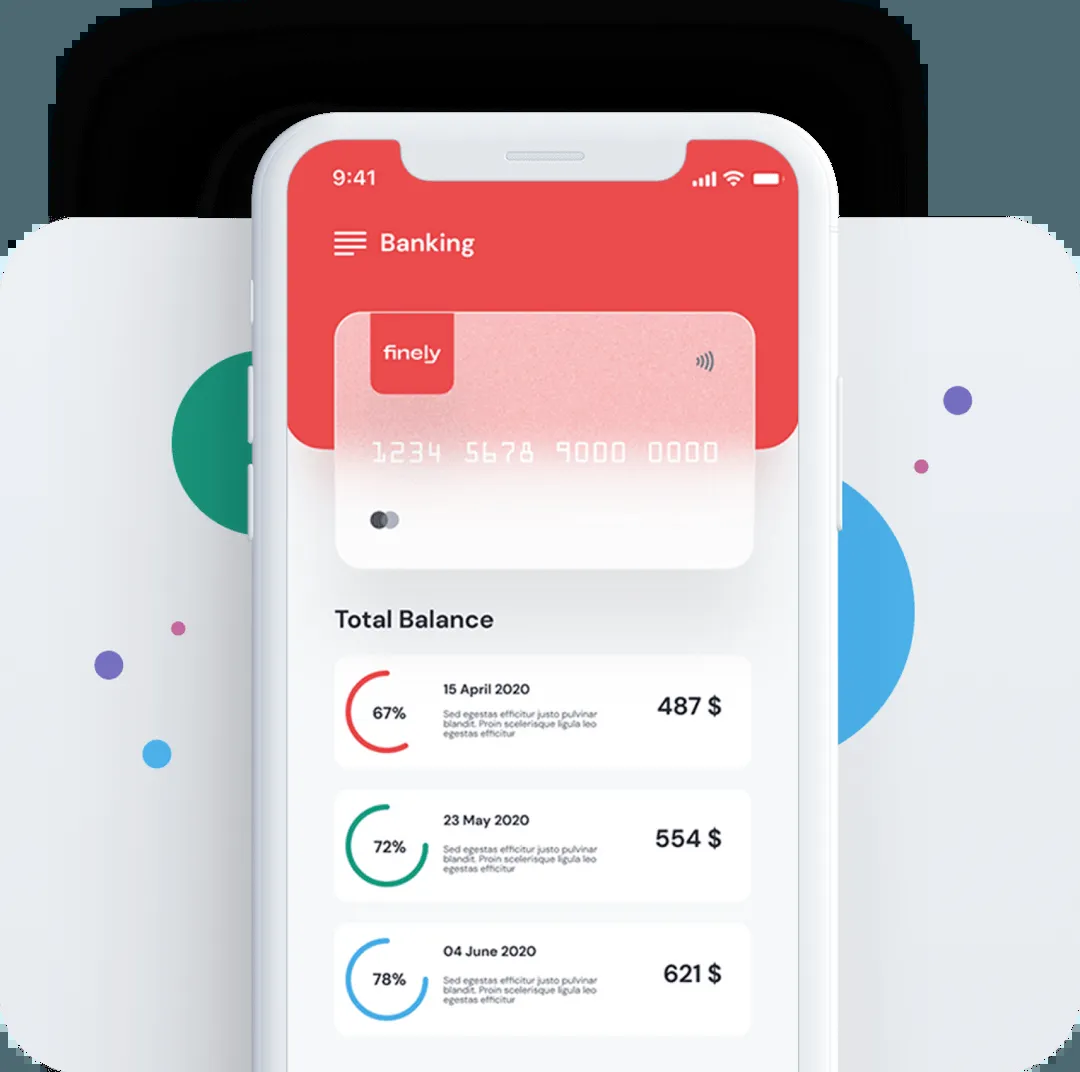 9:41
Banking
finely
1234 5678 9000 0000
Total Balance
67%
15 April 2020
Sed egestas efficitur justo pulvinar
blandit. Proin scelerisque ligula leo
egestas efficitur
487 $
72%
23 May 2020
Sed egestas efficitur justo pulvinar
blandit. Proin scelerisque ligula leo
egestas efficitur
554 $
78%
04 June 2020
Sed egestas efficitur justo pulvinar
blandit. Proin scelerisque ligula leo
egestas efficitur
621 $